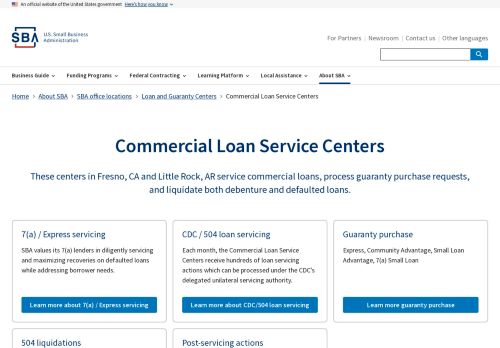 An official website of the United States government Here's how you know
SBA U.S. Small Business
Administration
For Partners Newsroom Contact us Other languages
Business Guide Funding Programs Federal Contracting Learning Platform Local Assistance About SBA
Home About SBA SBA office locations Loan and Guaranty Centers Commercial Loan Service Centers
Commercial Loan Service Centers
These centers in Fresno, CA and Little Rock, AR service commercial loans, process guaranty purchase requests,
and liquidate both debenture and defaulted loans.
7(a) / Express servicing
SBA values its 7(a) lenders in diligently servicing
and maximizing recoveries on defaulted loans
while addressing borrower needs.
Learn more about 7(a) / Express servicing
CDC / 504 loan servicing
Each month, the Commercial Loan Service
Centers receive hundreds of loan servicing
actions which can be processed under the CDC's
delegated unilateral servicing authority.
Learn more about CDC/504 loan servicing
Guaranty purchase
Express, Community Advantage, Small Loan
Advantage, 7(a) Small Loan
Learn more guaranty purchase
504 liquidations
Post-servicing actions